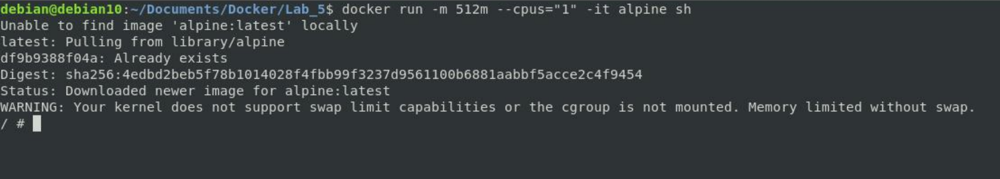 debian@debian10:~/Documents/Docker/Lab_5$ docker run -m 512m --cpus="1" -it alpine sh
Unable to find image 'alpine:latest' locally
latest: Pulling from library/alpine
df9b9388f04a: Already exists
Digest: sha256:4edbd2beb5f78b1014028f4fbb99f3237d9561100b6881aabbf5acce2c4f9454
Status: Downloaded newer image for alpine:latest
WARNING: Your kernel does not support swap limit capabilities or the cgroup is not mounted. Memory limited without swap.
/ #